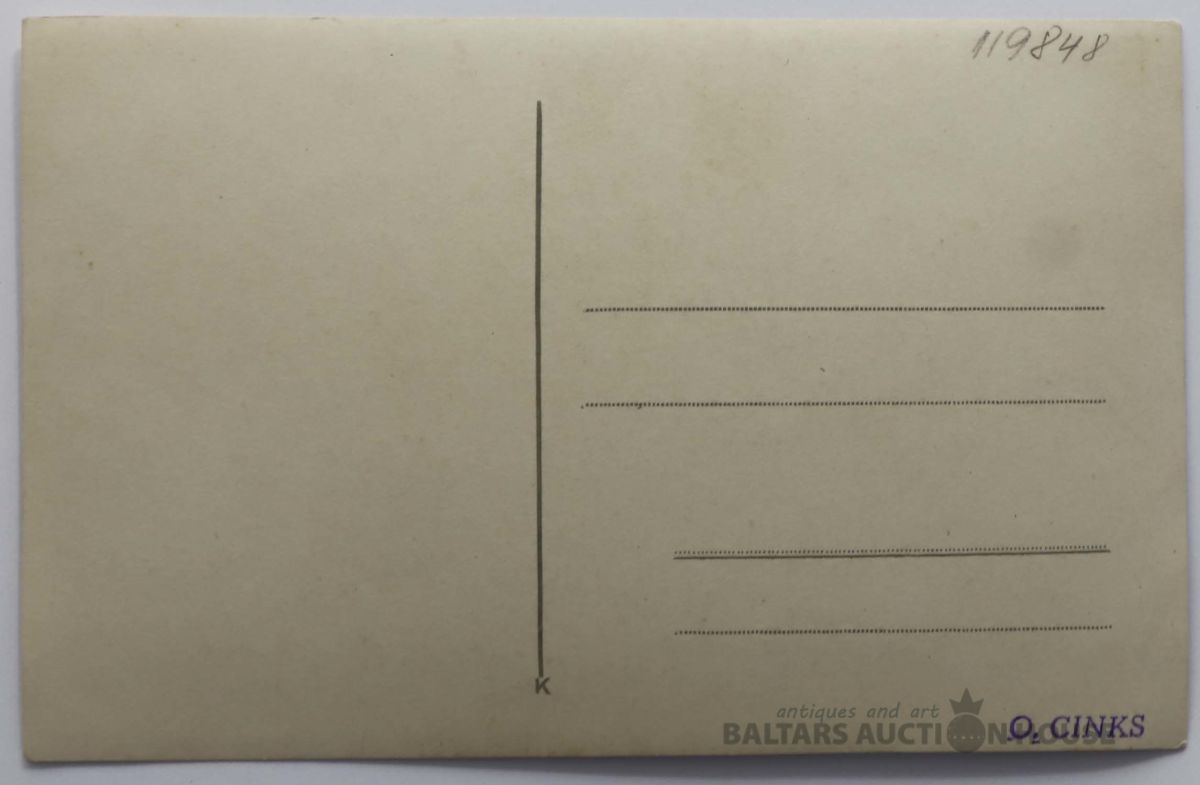 119848
K
antiques and art
BALTARS AUCTION HOUSE
O. CINKS